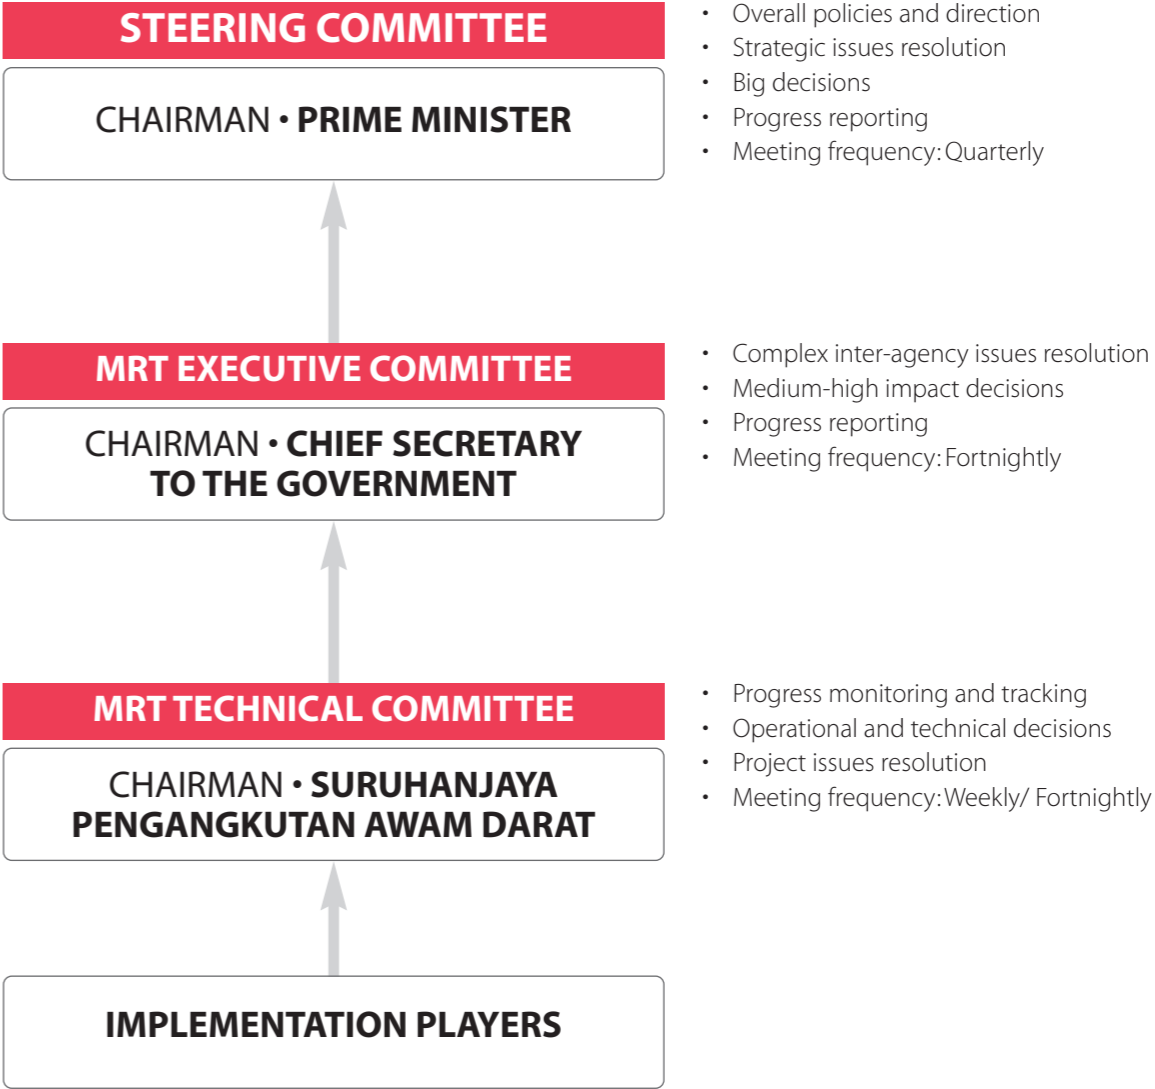 STEERING COMMITTEE
CHAIRMAN • PRIME MINISTER
• Overall policies and direction
• Strategic issues resolution
• Big decisions
• Progress reporting
• Meeting frequency: Quarterly
MRT EXECUTIVE COMMITTEE
CHAIRMAN • CHIEF SECRETARY
TO THE GOVERNMENT
• Complex inter-agency issues resolution
• Medium-high impact decisions
• Progress reporting
• Meeting frequency: Fortnightly
MRT TECHNICAL COMMITTEE
CHAIRMAN • SURUHANJAYA
PENGANGKUTAN AWAM DARAT
• Progress monitoring and tracking
• Operational and technical decisions
• Project issues resolution
• Meeting frequency: Weekly/ Fortnightly
IMPLEMENTATION PLAYERS